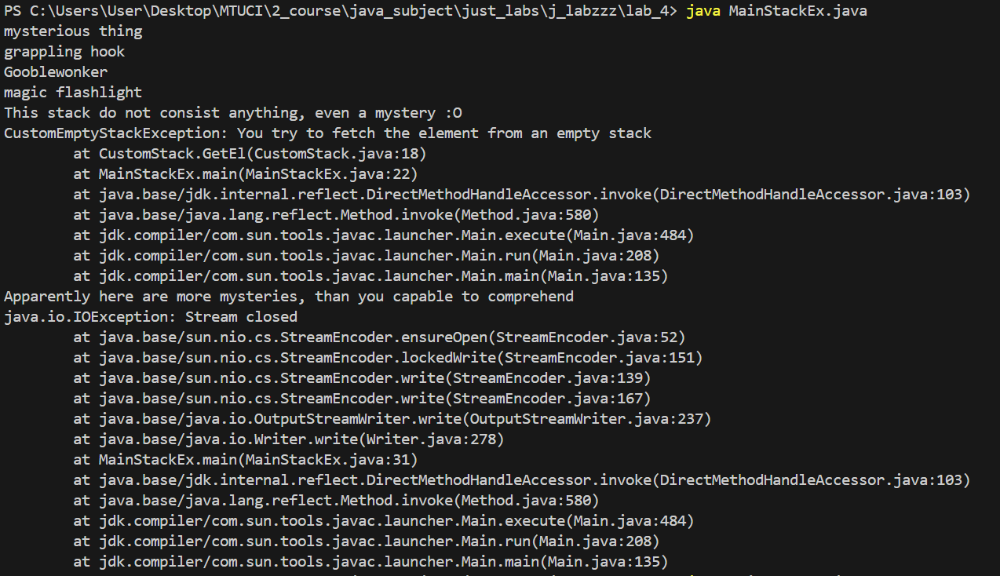 PS C:\Users\User\Desktop\MTUCI\2_course\java_subject\just_labs\j_labzzz\lab_4> java MainStackEx.java
mysterious thing
grappling hook
Gooblewonker
magic flashlight
This stack do not consist anything, even a mystery :O
CustomEmptyStackException: You try to fetch the element from an empty stack
        at CustomStack.GetEl(CustomStack.java:18)
        at MainStackEx.main(MainStackEx.java:22)
        at java.base/jdk.internal.reflect.DirectMethodHandleAccessor.invoke(DirectMethodHandleAccessor.java:103)
        at java.base/java.lang.reflect.Method.invoke(Method.java:580)
        at jdk.compiler/com.sun.tools.javac.launcher.Main.execute(Main.java:484)
        at jdk.compiler/com.sun.tools.javac.launcher.Main.run(Main.java:208)
        at jdk.compiler/com.sun.tools.javac.launcher.Main.main(Main.java:135)
Apparently here are more mysteries, than you capable to comprehend
java.io.IOException: Stream closed
        at java.base/sun.nio.cs.StreamEncoder.ensureOpen(StreamEncoder.java:52)
        at java.base/sun.nio.cs.StreamEncoder.lockedWrite(StreamEncoder.java:151)
        at java.base/sun.nio.cs.StreamEncoder.write(StreamEncoder.java:139)
        at java.base/sun.nio.cs.StreamEncoder.write(StreamEncoder.java:167)
        at java.base/java.io.OutputStreamWriter.write(OutputStreamWriter.java:237)
        at java.base/java.io.Writer.write(Writer.java:278)
        at MainStackEx.main(MainStackEx.java:31)
        at java.base/jdk.internal.reflect.DirectMethodHandleAccessor.invoke(DirectMethodHandleAccessor.java:103)
        at java.base/java.lang.reflect.Method.invoke(Method.java:580)
        at jdk.compiler/com.sun.tools.javac.launcher.Main.execute(Main.java:484)
        at jdk.compiler/com.sun.tools.javac.launcher.Main.run(Main.java:208)
        at jdk.compiler/com.sun.tools.javac.launcher.Main.main(Main.java:135)